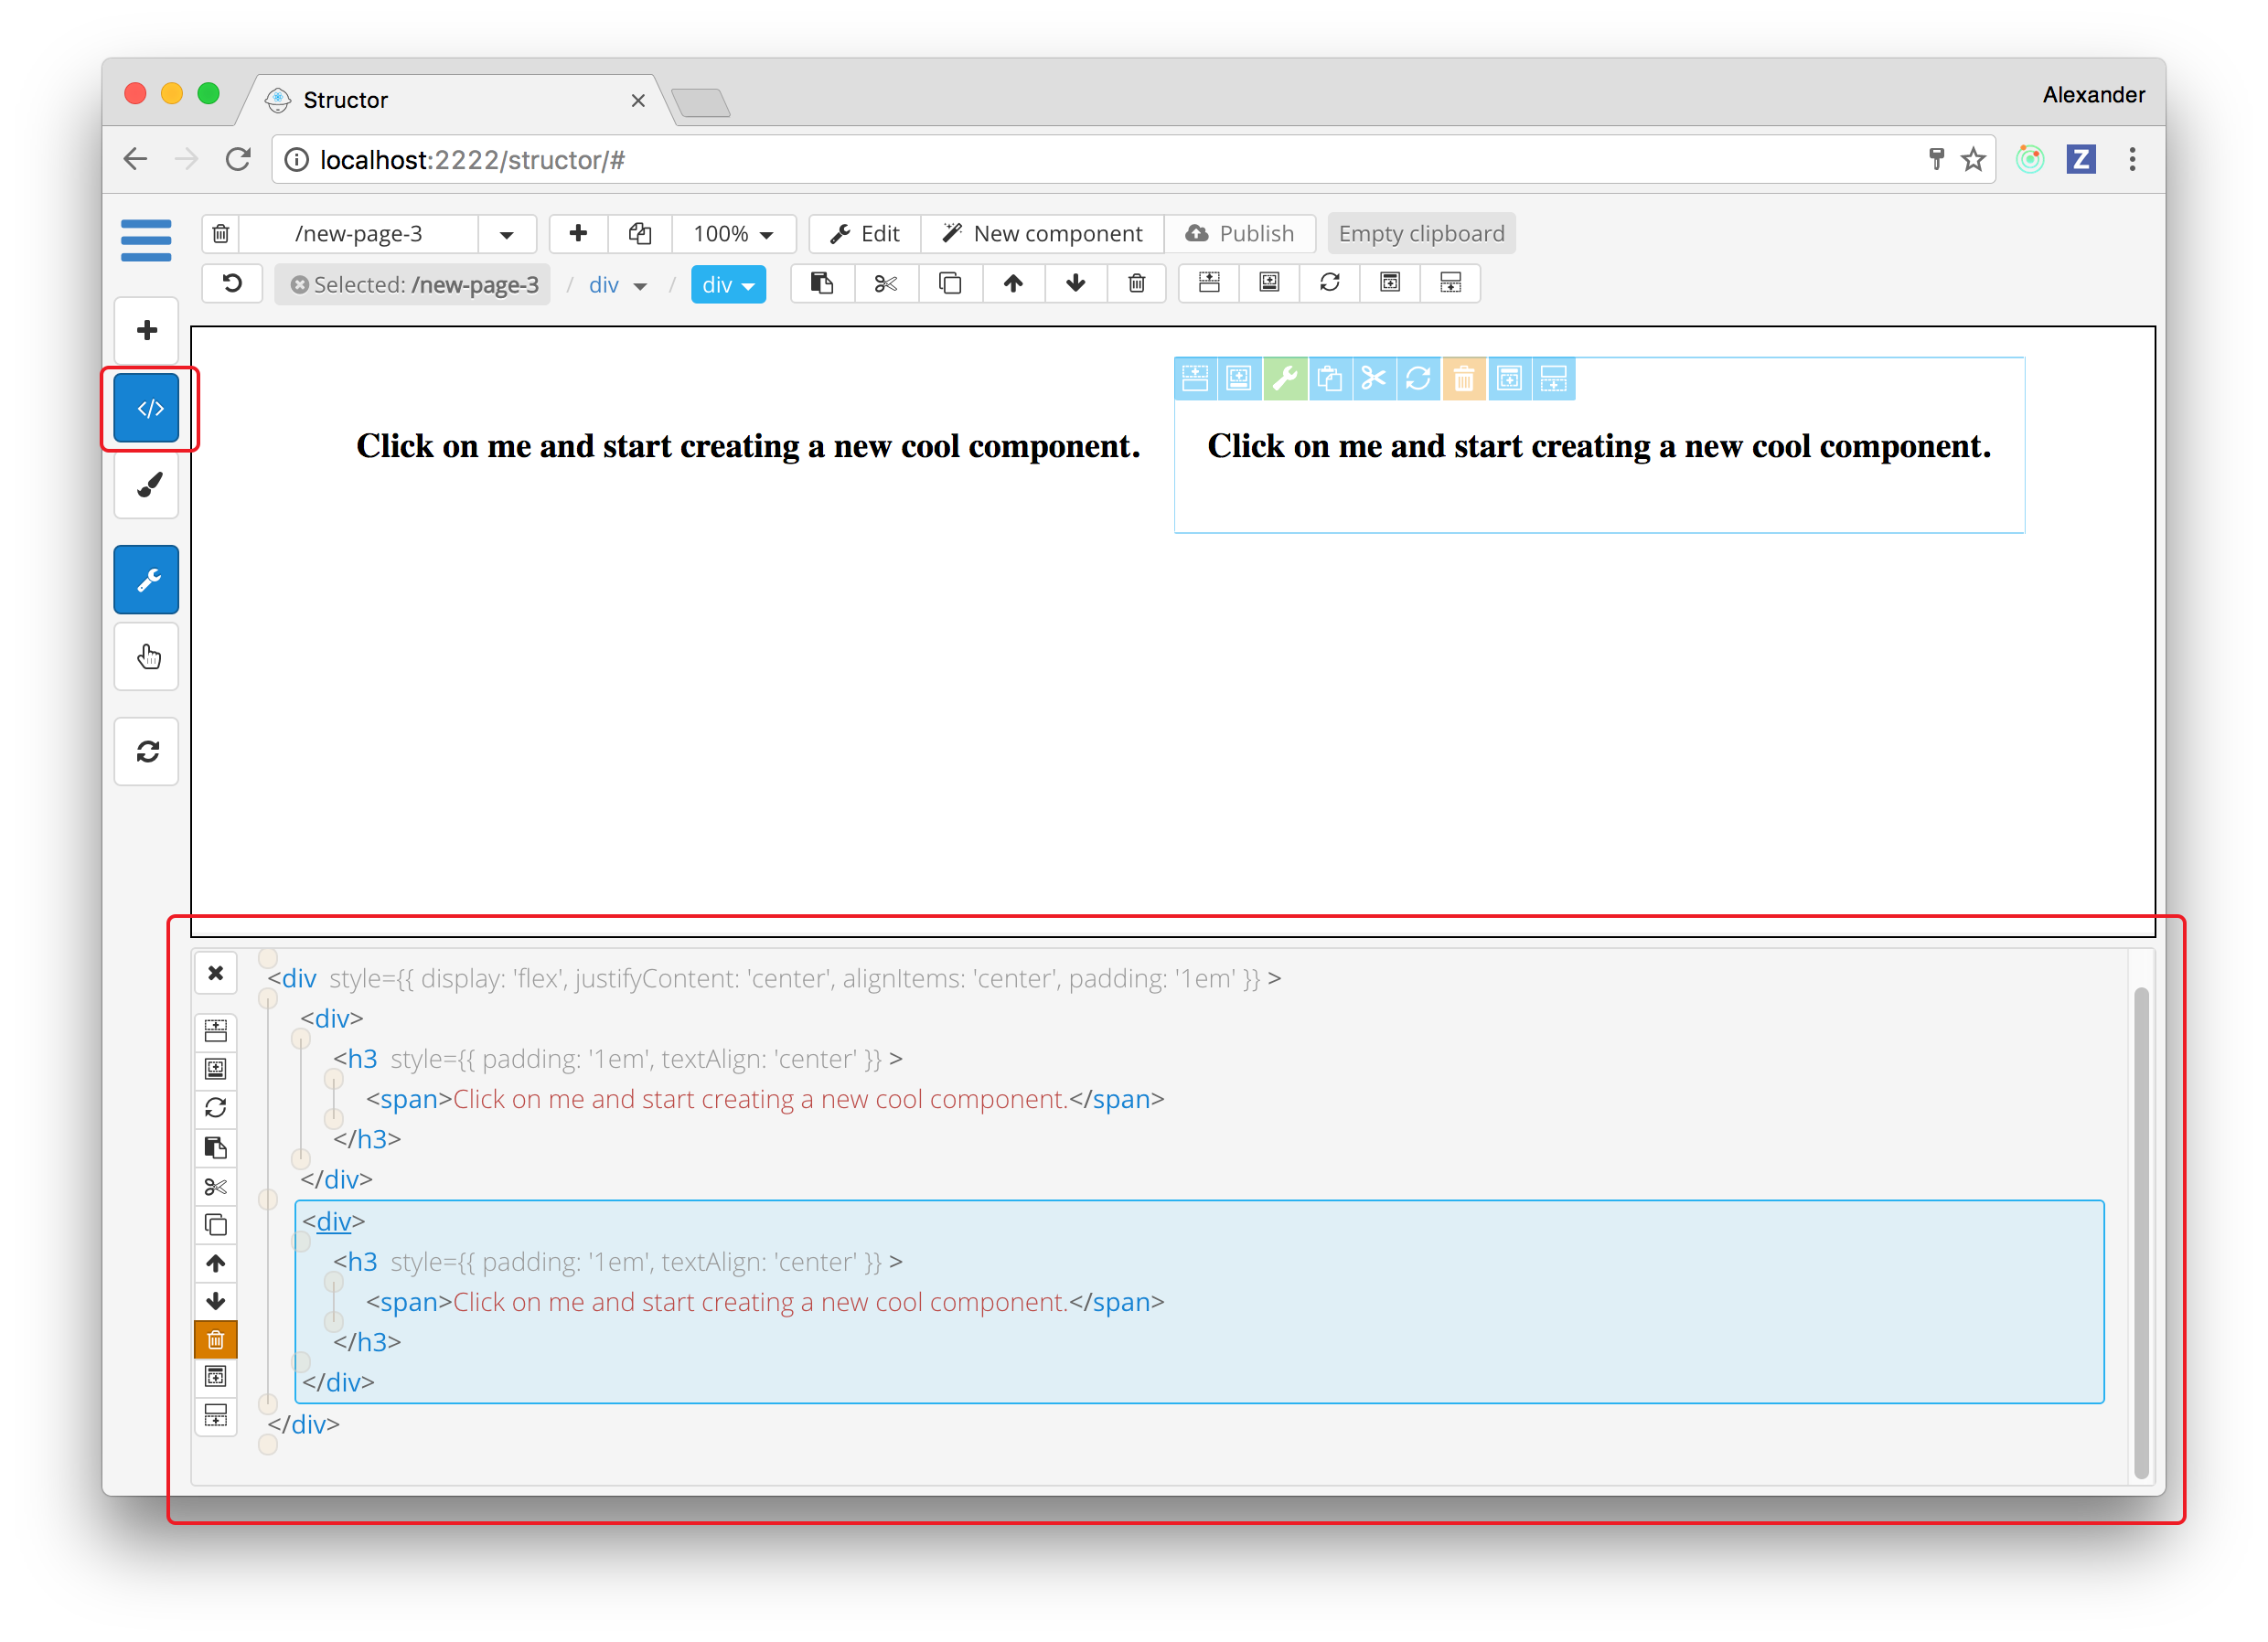 Structor
Alexander
localhost:2222/structor/#
Z
/new-page-3
100%
Edit
New component
Publish
Empty clipboard
Selected: /new-page-3 / div / div
</>
Click on me and start creating a new cool component.
Click on me and start creating a new cool component.
<div style={{ display: 'flex', justifyContent: 'center', alignItems: 'center', padding: '1em' }} >
<div>
<h3 style={{ padding: '1em', textAlign: 'center' }} >
<span>Click on me and start creating a new cool component.</span>
</h3>
</div>
<div>
<h3 style={{ padding: '1em', textAlign: 'center' }} >
<span>Click on me and start creating a new cool component.</span>
</h3>
</div>
</div>